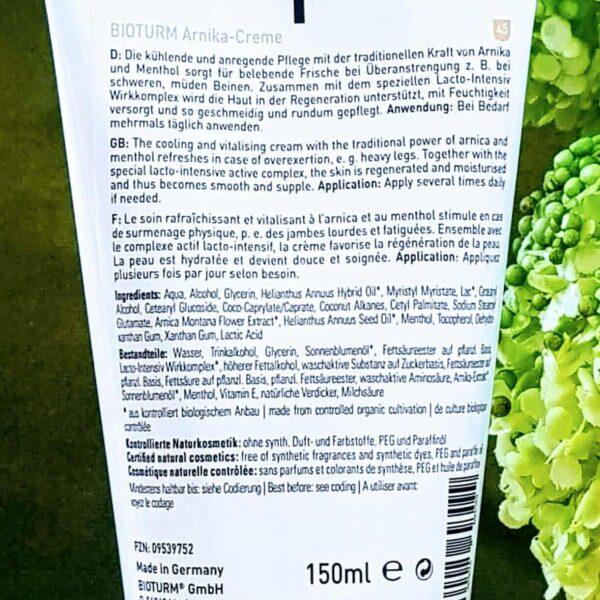 BIOTURM Arnika-Creme 45
D: Die kühlende und anregende Pflege mit der traditionellen Kraft von Arnika
und Menthol sorgt für belebende Frische bei Überanstrengung z. B. bei
schweren, müden Beinen. Zusammen mit dem speziellen Lacto-Intensiv
Wirkkomplex wird die Haut in der Regeneration unterstützt, mit Feuchtigkeit
versorgt und so geschmeidig und rundum gepflegt. Anwendung: Bei Bedarf
mehrmals täglich anwenden.
GB: The cooling and vitalising cream with the traditional power of arnica and
menthol refreshes in case of overexertion, e. g. heavy legs. Together with the
special lacto-intensive active complex, the skin is regenerated and moisturised
and thus becomes smooth and supple. Application: Apply several times daily
if needed.
F: Le soin rafraîchissant et vitalisant à l'arnica et au menthol stimule en cas
de surmenage physique, p. e. des jambes lourdes et fatiguées. Ensemble avec
le complexe actif lacto-intensif, la crème favorise la régénération de la peau.
La peau est hydratée et devient douce et soignée. Application: Appliquez
plusieurs fois par jour selon besoin.
Ingredients: Aqua, Alcohol, Glycerin, Helianthus Annuus Hybrid Oil*, Myristyl Myristate, Lac*, Cetearyl
Alcohol, Cetearyl Glucoside, Coco-Caprylate/Caprate, Coconut Alkanes, Cetyl Palmitate, Sodium Stearoyl
Glutamate, Arnica Montana Flower Extract*, Helianthus Annuus Seed Oil*, Menthol, Tocopherol, Dehydro-
xanthan Gum, Xanthan Gum, Lactic Acid
Bestandteile: Wasser, Trinkalkohol, Glycerin, Sonnenblumenöl*, Fettsäureester auf pflanzl. Basis,
Lacto-Intensiv Wirkkomplex*, höherer Fettalkohol, waschaktive Substanz auf Zuckerbasis, Fettsäureester auf
pflanzl. Basis, Fettsäure auf pflanzl. Basis, pflanzl. Fettsäureester, waschaktive Aminosäure, Arnika-Extrakt*,
Sonnenblumenöl*, Menthol, Vitamin E, natürliche Verdicker, Milchsäure
* aus kontrolliert biologischem Anbau | made from controlled organic cultivation | de culture biologique
contrôlée
Kontrollierte Naturkosmetik: ohne synth. Duft- und Farbstoffe, PEG und Paraffinöl
Certified natural cosmetics: free of synthetic fragrances and synthetic dyes, PEG and paraffin oil
Cosmétique naturelle contrôlée: sans parfums et colorants de synthèse, PEG et huile de paraffine
Mindestens haltbar bis: siehe Codierung | Best before: see coding | A utiliser avant:
voyez le codage
PZN: 09539752
Made in Germany
BIOTURM® GmbH
150ml e